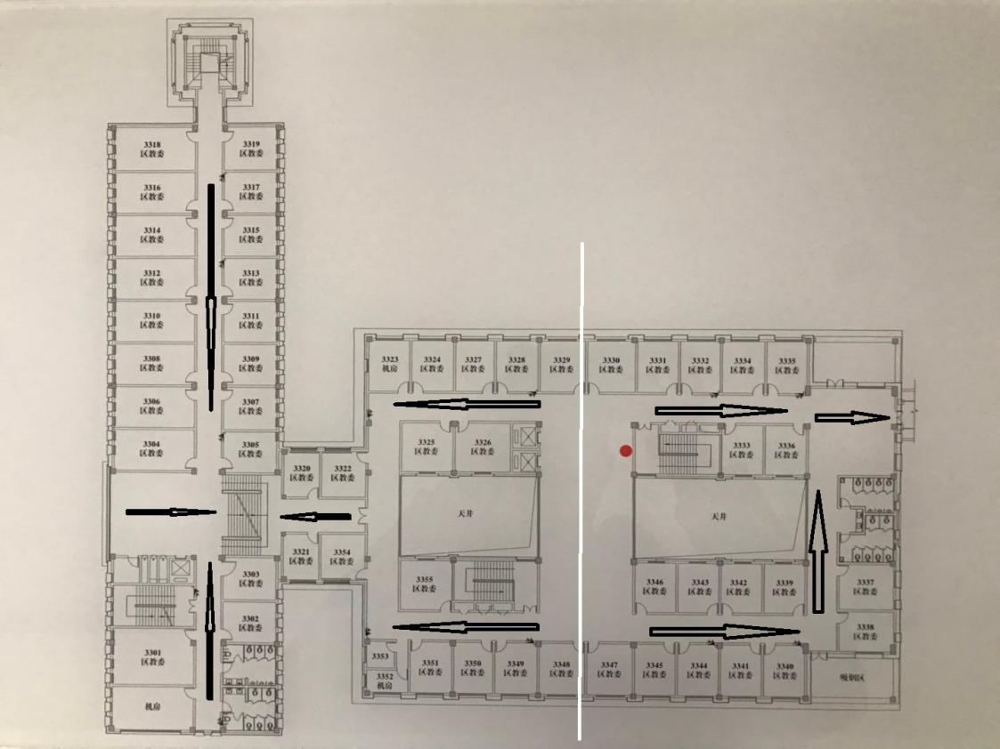 3318
区教委
3319
区教委
3316
区教委
3317
区教委
3314
区教委
3315
区教委
3312
区教委
3313
区教委
3310
区教委
3311
区教委
3308
区教委
3309
区教委
3306
区教委
3307
区教委
3304
区教委
3305
区教委
3323
机房
3324
区教委
3327
区教委
3328
区教委
3329
区教委
3330
区教委
3331
区教委
3332
区教委
3334
区教委
3335
区教委
3325
区教委
3326
区教委
3333
区教委
3336
区教委
3320
区教委
3322
区教委
天井
天井
3321
区教委
3354
区教委
3303
区教委
3302
区教委
3355
区教委
3346
区教委
3343
区教委
3342
区教委
3339
区教委
3337
区教委
3338
区教委
3301
区教委
机房
3353
3352
机房
3351
区教委
3350
区教委
3349
区教委
3348
区教委
3347
区教委
3345
区教委
3344
区教委
3341
区教委
3340
区教委
吸烟区